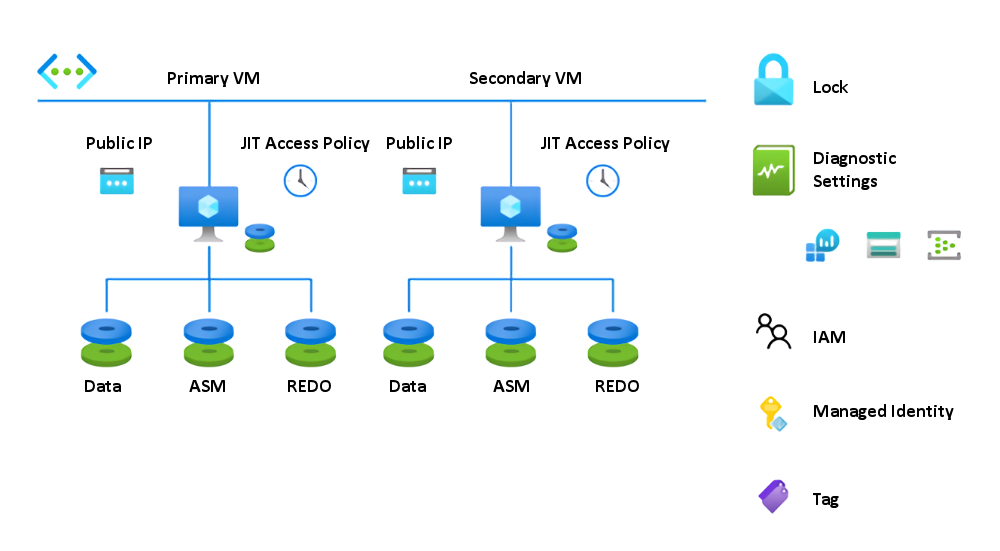 Primary VM
Secondary VM
Public IP
JIT Access Policy
Public IP
JIT Access Policy
Data
ASM
REDO
Data
ASM
REDO
Lock
Diagnostic
Settings
IAM
Managed Identity
Tag